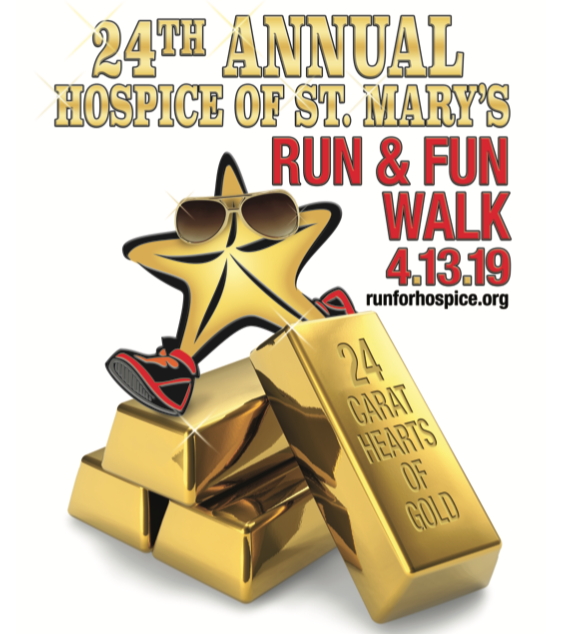 24TH ANNUAL
HOSPICE OF ST. MARY'S
RUN & FUN
WALK
4.13.19
runforhospice.org
24
CARAT
HEARTS
OF
GOLD